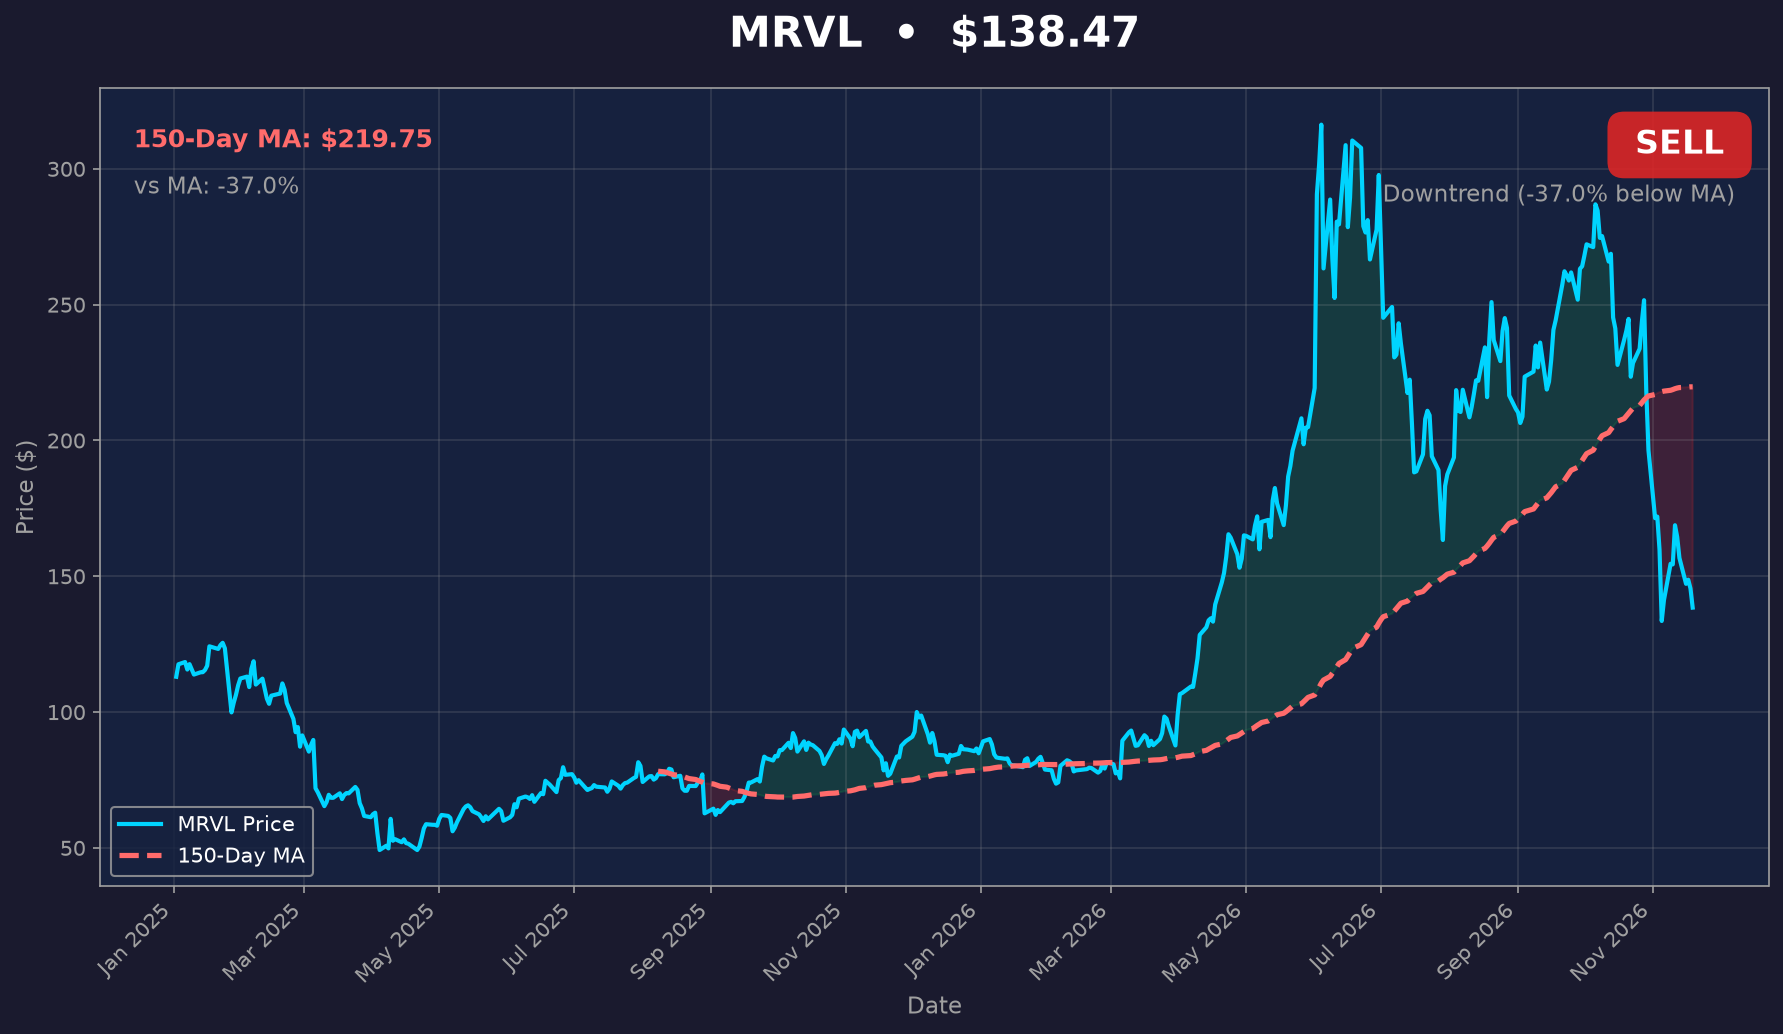 MRVL • $138.47
150-Day MA: $219.75
vs MA: -37.0%
SELL
Downtrend (-37.0% below MA)
Price ($)
300
250
200
150
100
50
MRVL Price
150-Day MA
Jan 2025
Mar 2025
May 2025
Jul 2025
Sep 2025
Nov 2025
Jan 2026
Mar 2026
May 2026
Jul 2026
Sep 2026
Nov 2026
Date